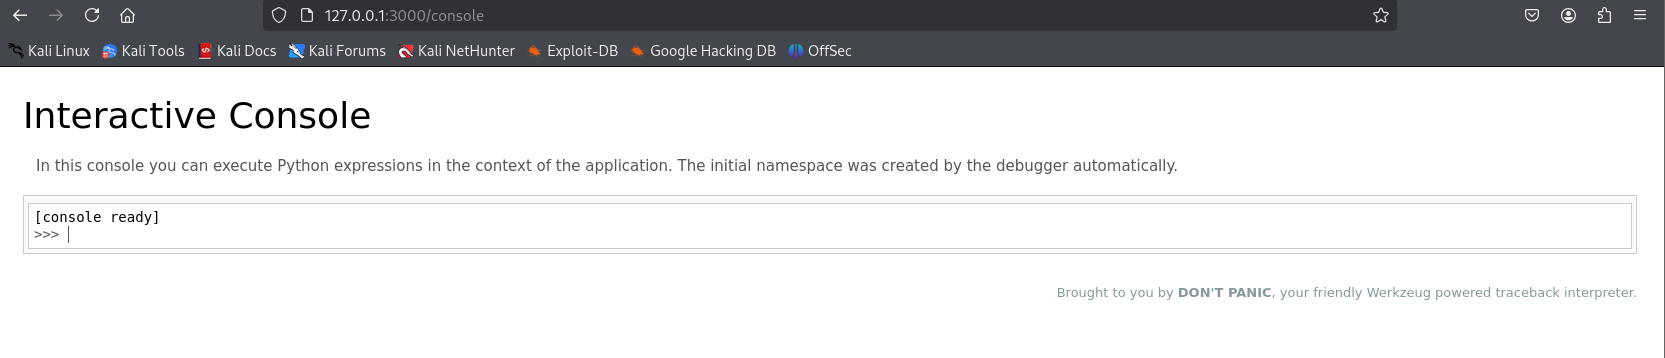 127.0.0.1:3000/console
Kali Linux Kali Tools Kali Docs Kali Forums Kali NetHunter Exploit-DB Google Hacking DB OffSec
Interactive Console
In this console you can execute Python expressions in the context of the application. The initial namespace was created by the debugger automatically.
[console ready]
>>>
Brought to you by DON'T PANIC, your friendly Werkzeug powered traceback interpreter.